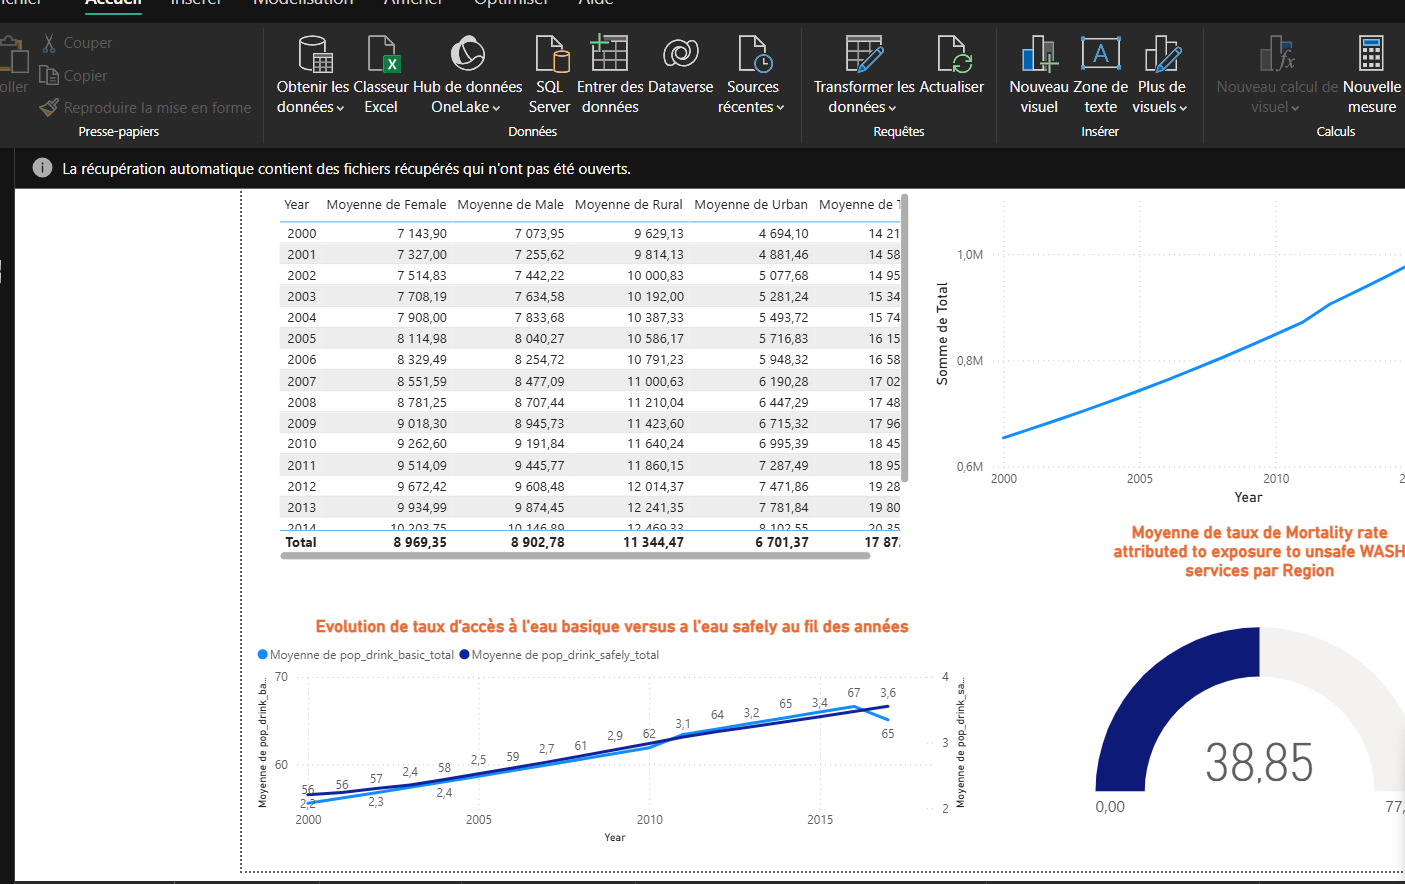 Accueil
Insérer
Modélisation
Afficher
Optimiser
Aide
Couper
Copier
Reproduire la mise en forme
Presse-papiers
Obtenir les données
Classeur Excel
Hub de données OneLake
SQL Server
Entrer des données
Dataverse
Sources récentes
Données
Transformer les données
Actualiser
Requêtes
Nouveau visuel
Zone de texte
Plus de visuels
Insérer
Nouveau calcul de visuel
Nouvelle mesure
Calculs
La récupération automatique contient des fichiers récupérés qui n'ont pas été ouverts.
Year Moyenne de Female Moyenne de Male Moyenne de Rural Moyenne de Urban Moyenne de
2000 7 143,90 7 073,95 9 629,13 4 694,10 14 21
2001 7 327,00 7 255,62 9 814,13 4 881,46 14 58
2002 7 514,83 7 442,22 10 000,83 5 077,68 14 95
2003 7 708,19 7 634,58 10 192,00 5 281,24 15 34
2004 7 908,00 7 833,68 10 387,33 5 493,72 15 74
2005 8 114,98 8 040,27 10 586,17 5 716,83 16 15
2006 8 329,49 8 254,72 10 791,23 5 948,32 16 58
2007 8 551,59 8 477,09 11 000,63 6 190,28 17 02
2008 8 781,25 8 707,44 11 210,04 6 447,29 17 48
2009 9 018,30 8 945,73 11 423,60 6 715,32 17 96
2010 9 262,60 9 191,84 11 640,24 6 995,39 18 45
2011 9 514,09 9 445,77 11 860,15 7 287,49 18 95
2012 9 672,42 9 608,48 12 014,37 7 471,86 19 28
2013 9 934,99 9 874,45 12 241,35 7 781,84 19 80
2014 10 203,75 10 146,89 12 469,33 8 102,55 20 35
Total 8 969,35 8 902,78 11 344,47 6 701,37 17 87
Somme de Total
1,0M
0,8M
0,6M
2000 2005 2010
Year
Moyenne de taux de Mortality rate
attributed to exposure to unsafe WASH
services par Region
38,85
0,00 77,
Evolution de taux d'accès à l'eau basique versus a l'eau safely au fil des années
Moyenne de pop_drink_basic_total Moyenne de pop_drink_safely_total
Moyenne de pop_drink_ba...
70
60
56 56 57 2,4 58 2,5 59 2,7 61 2,9 62 3,1 64 3,2 65 3,4 67 3,6
2,2 2,3 2,4 65
4
3
2
Moyenne de pop_drink_sa...
2000 2005 2010 2015
Year